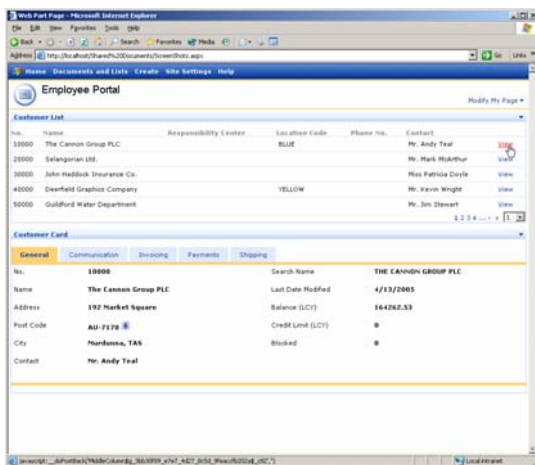 Web Part Page - Microsoft Internet Explorer
File Edit View Favorites Tools Help
Back Search Favorites Media
Address http://localhost/Shared%20Documents/ScreenShots.aspx Go Links
Home Documents and Lists Create Site Settings Help
Employee Portal
Modify My Page
Customer List
No. Name Responsibility Center Location Code Phone No. Contact
10000 The Cannon Group PLC BLUE Mr. Andy Teal View
20000 Selangorian Ltd. Mr. Mark McArthur View
30000 John Haddock Insurance Co. Miss Patricia Doyle View
40000 Deerfield Graphics Company YELLOW Mr. Kevin Wright View
50000 Guildford Water Department Mr. Jim Stewart View
1 2 3 4 ... 1
Customer Card
General Communication Invoicing Payments Shipping
No. 10000 Search Name THE CANNON GROUP PLC
Name The Cannon Group PLC Last Date Modified 4/13/2005
Address 192 Market Square Balance (LCY) 164262.53
Post Code AU-7170 Credit Limit (LCY) 0
City Murdunna, TAS Blocked 0
Contact Mr. Andy Teal
Local intranet